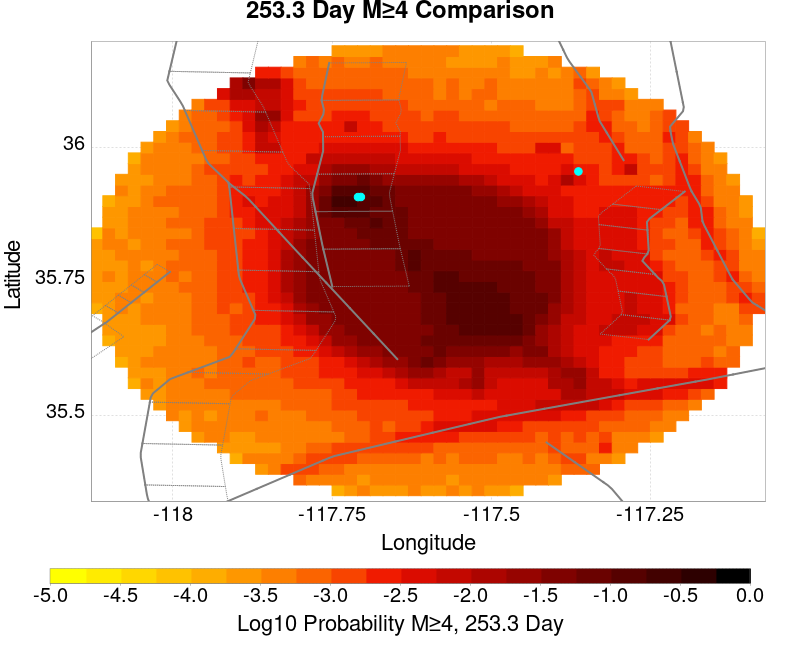 253.3 Day M≥4 Comparison
36
35.75
35.5
Latitude
-118 -117.75 -117.5 -117.25
Longitude
-5.0 -4.5 -4.0 -3.5 -3.0 -2.5 -2.0 -1.5 -1.0 -0.5 0.0
Log10 Probability M≥4, 253.3 Day